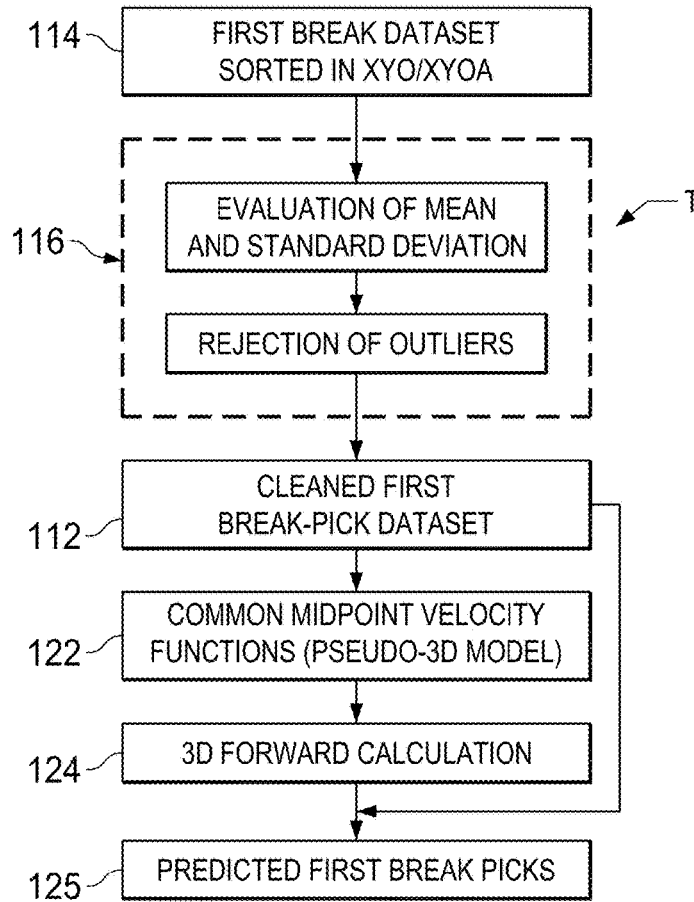 114
FIRST BREAK DATASET
SORTED IN XYO/XYOA
116
EVALUATION OF MEAN
AND STANDARD DEVIATION
T
REJECTION OF OUTLIERS
112
CLEANED FIRST
BREAK-PICK DATASET
122
COMMON MIDPOINT VELOCITY
FUNCTIONS (PSEUDO-3D MODEL)
124
3D FORWARD CALCULATION
125
PREDICTED FIRST BREAK PICKS